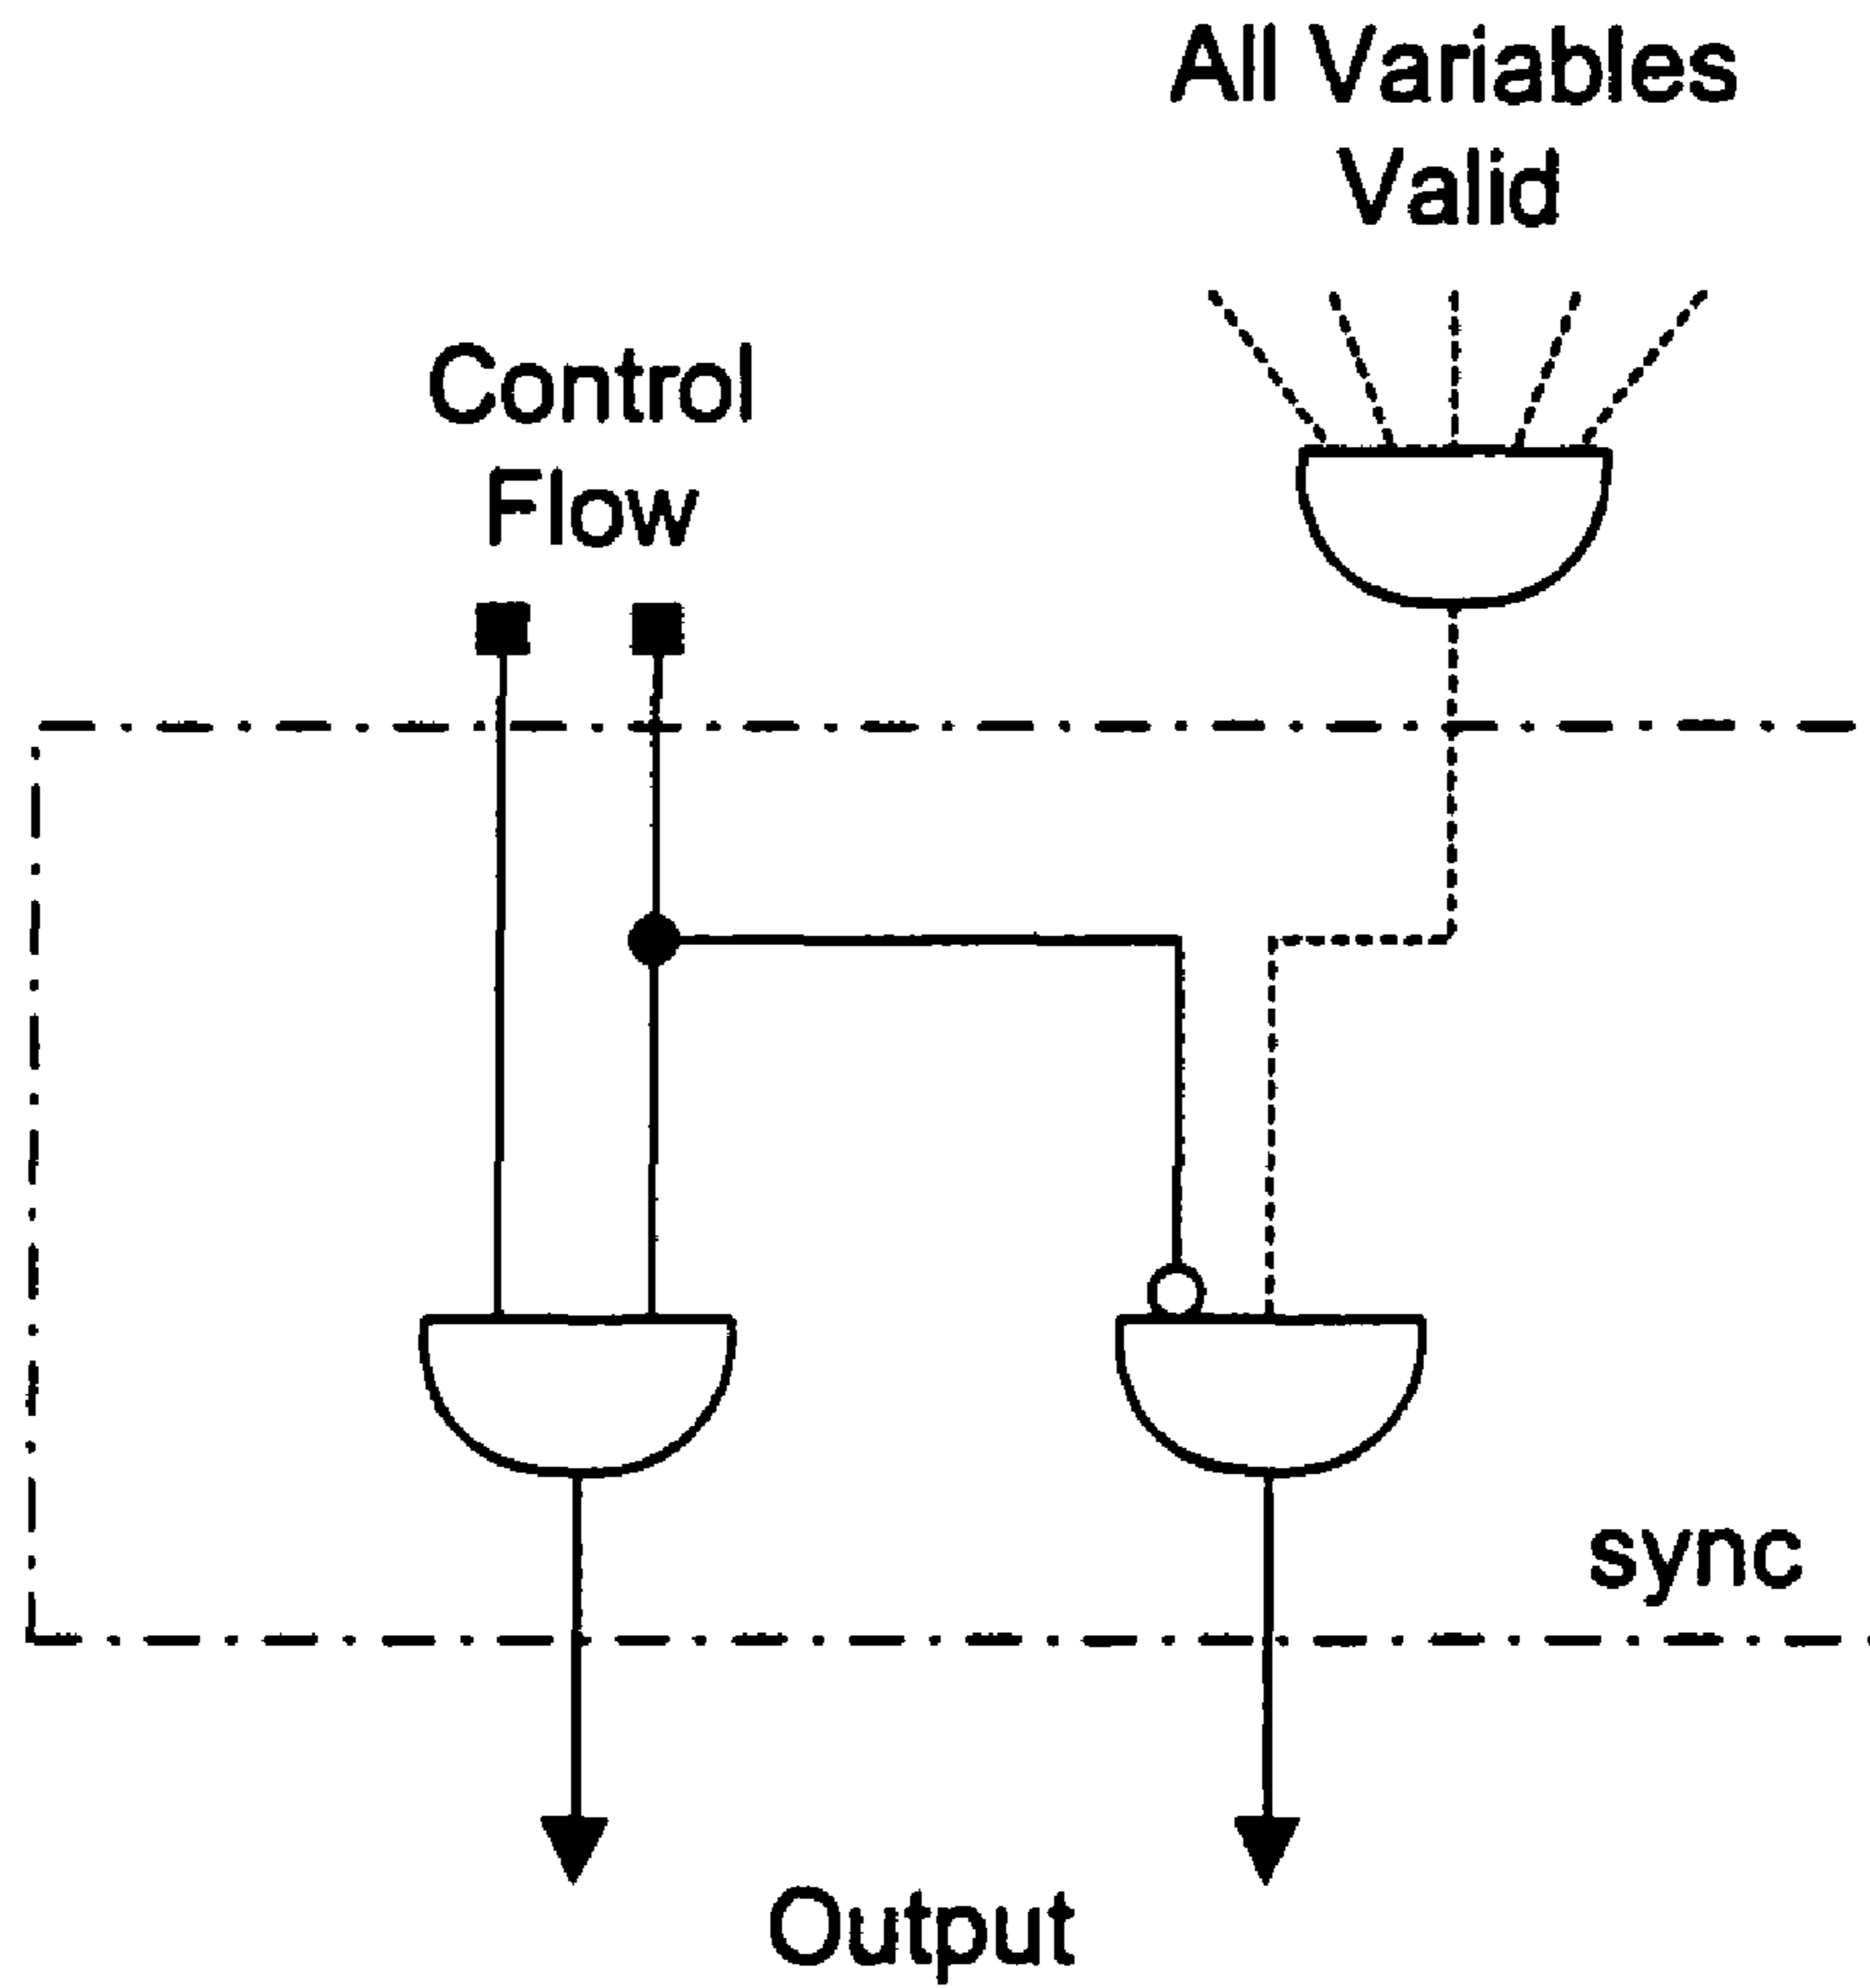 All Variables
Valid
Control
Flow
sync
Output